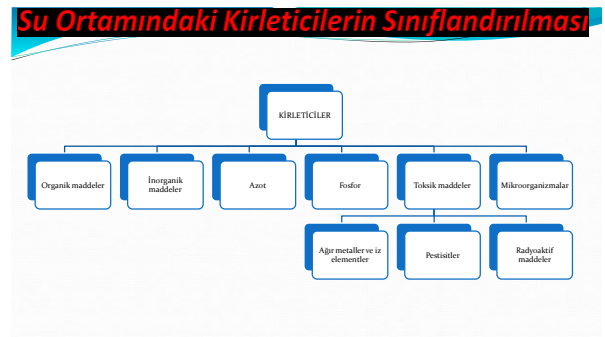 Su Ortamındaki Kirleticilerin Sınıflandırılması
KİRLETİCİLER
Organik maddeler
İnorganik
maddeler
Azot
Fosfor
Toksik maddeler
Mikroorganizmalar
Ağır metaller ve iz
elementler
Pestisitler
Radyoaktif
maddeler